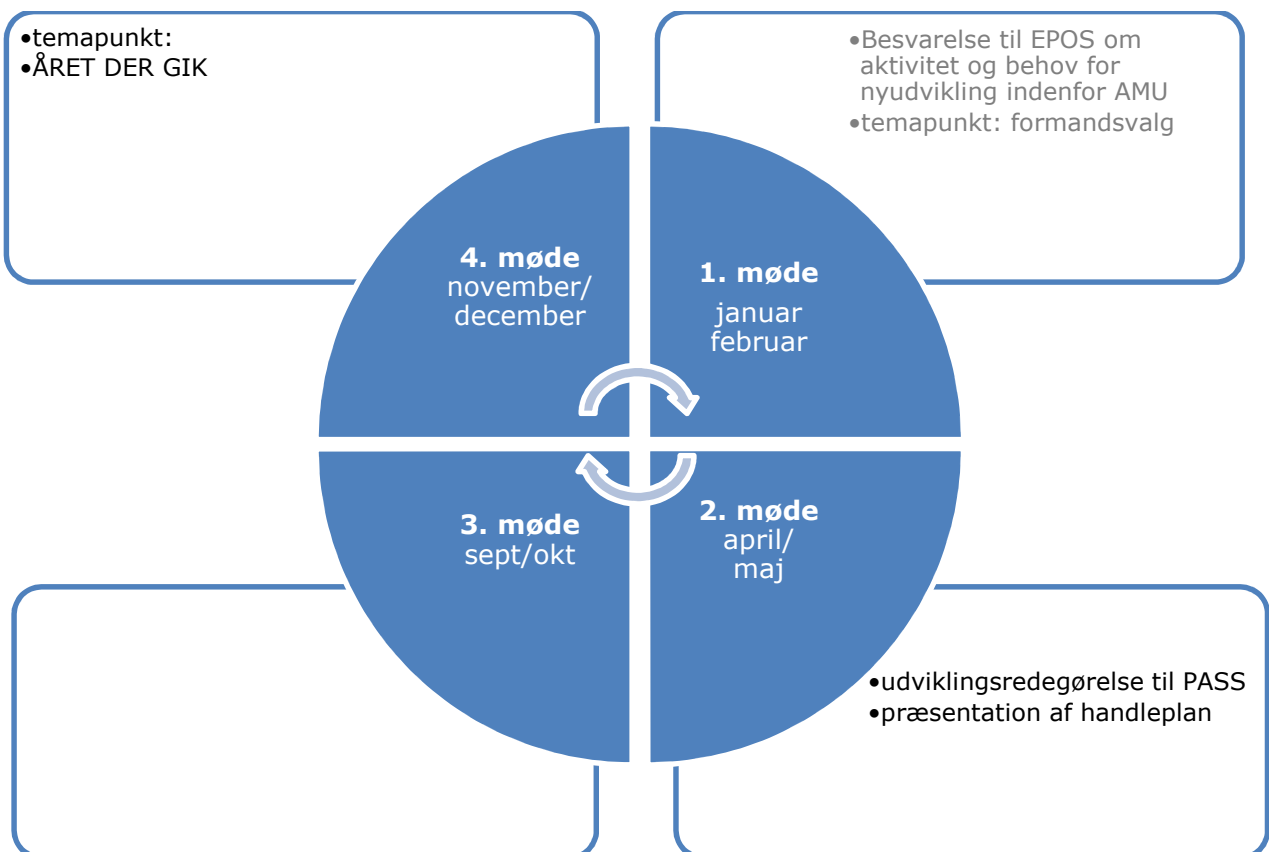 •temapunkt:
•ÅRET DER GIK
•Besvarelse til EPOS om
aktivitet og behov for
nyudvikling indenfor AMU
•temapunkt: formandsvalg
4. møde
november/
december
1. møde
januar
februar
3. møde
sept/okt
2. møde
april/
maj
•udviklingsredegørelse til PASS
•præsentation af handleplan